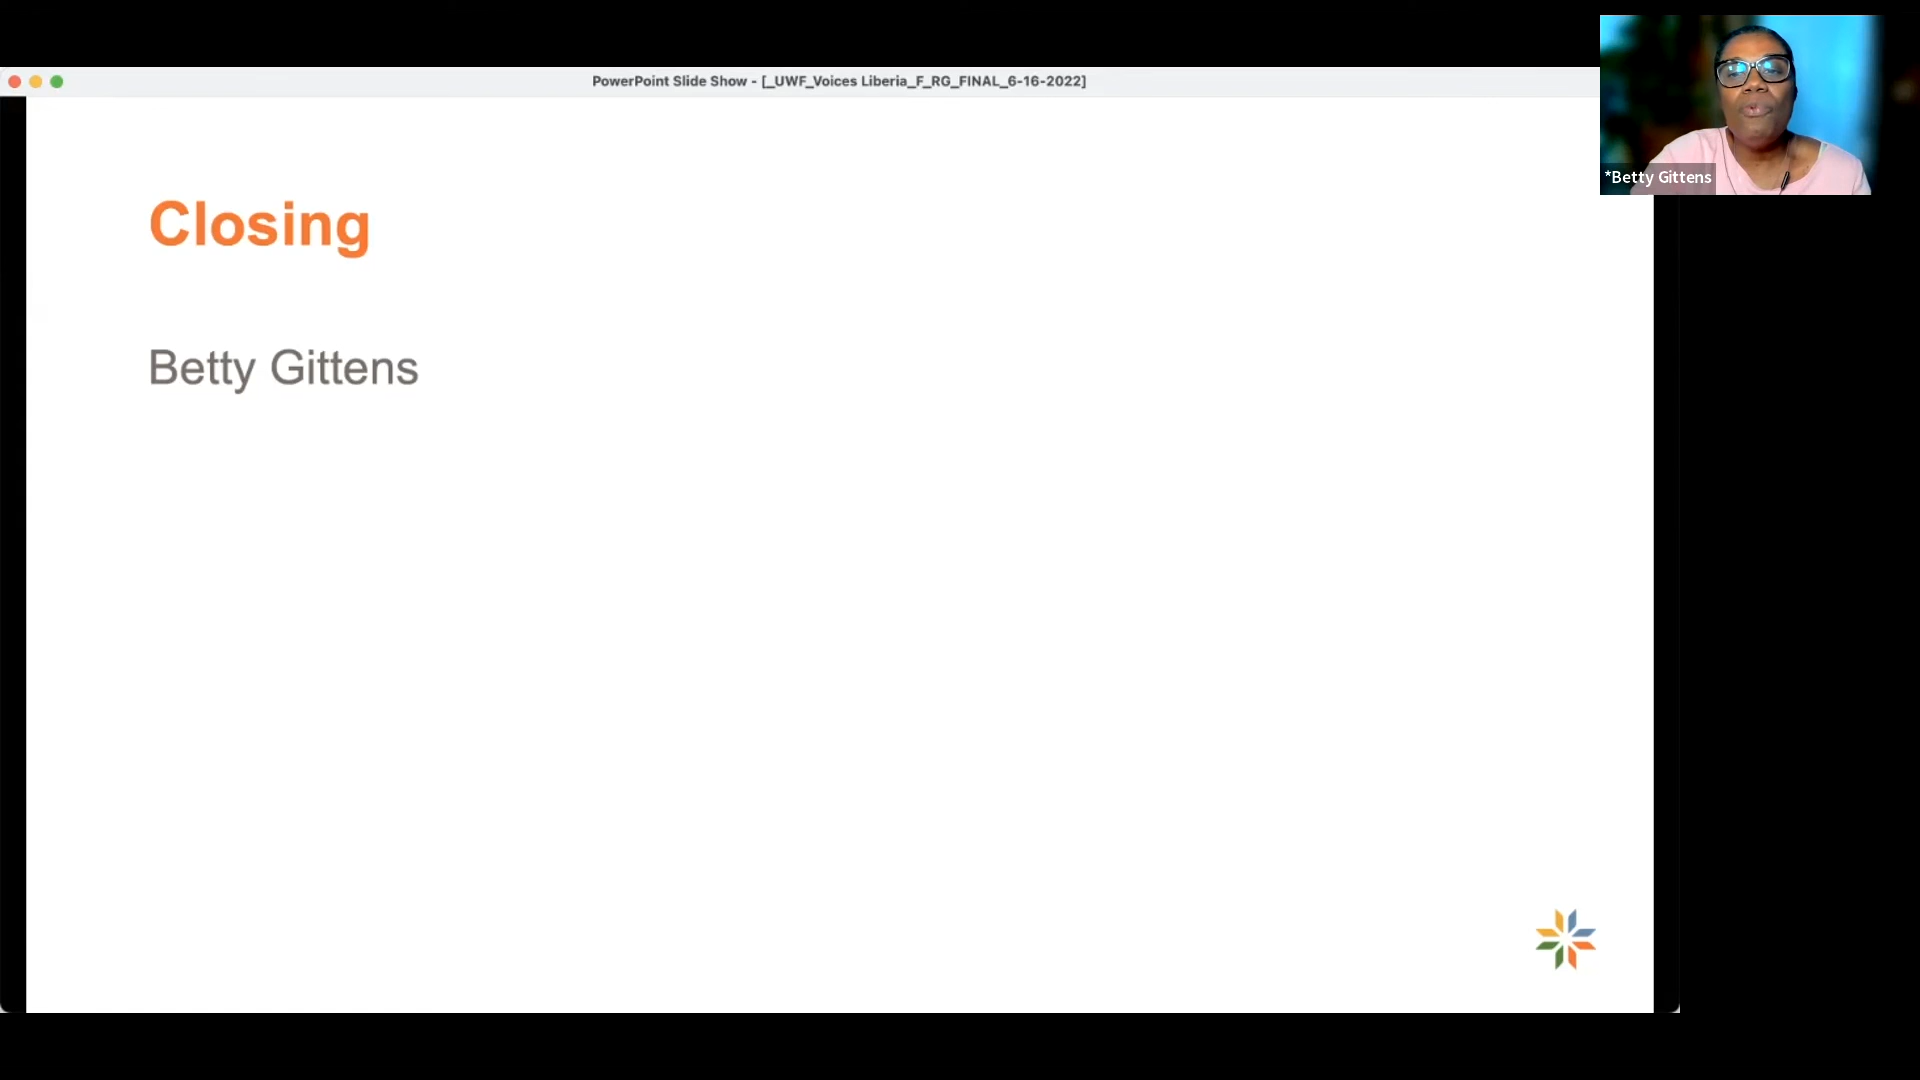 PowerPoint Slide Show - [_UWF_Voices Liberia_F_RG_FINAL_6-16-2022]
*Betty Gittens
Closing
Betty Gittens